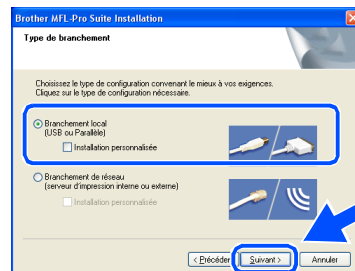 Brother MFL-Pro Suite Installation
Type de branchement
Choisissez le type de configuration convenant le mieux à vos exigences.
Cliquez sur le type de configuration nécessaire.
Branchement local
(USB ou Parallèle)
Installation personnalisée
Branchement de réseau
(serveur d'impression interne ou externe)
Installation personnalisée
< Précéder
Suivant >
Annuler